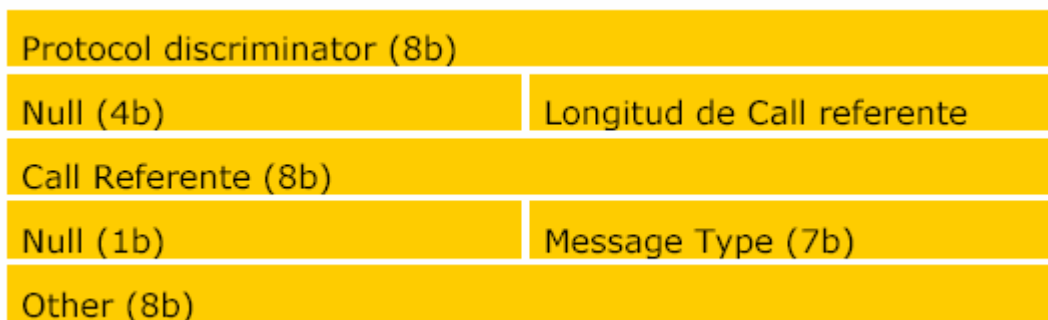 Protocol discriminator (8b)
Null (4b) Longitud de Call referente
Call Referente (8b)
Null (1b) Message Type (7b)
Other (8b)